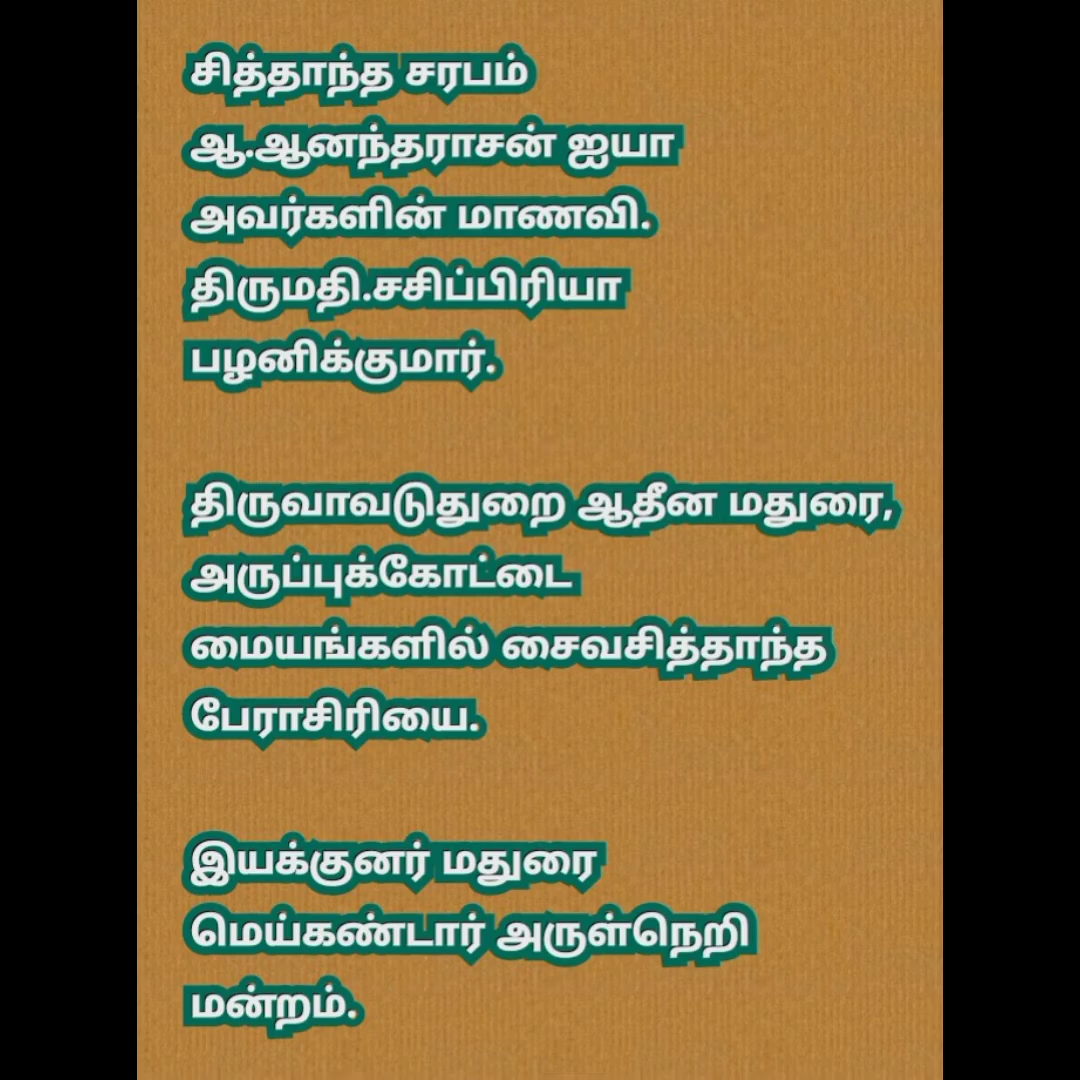 சித்தாந்த சரபம்
ஆ.ஆனந்தராசன் ஐயா
அவர்களின் மாணவி.
திருமதி.சசிப்பிரியா
பழனிக்குமார்.
திருவாவடுதுறை ஆதீன மதுரை,
அருப்புக்கோட்டை
மையங்களில் சைவசித்தாந்த
பேராசிரியை.
இயக்குனர் மதுரை
மெய்கண்டார் அருள்நெறி
மன்றம்.